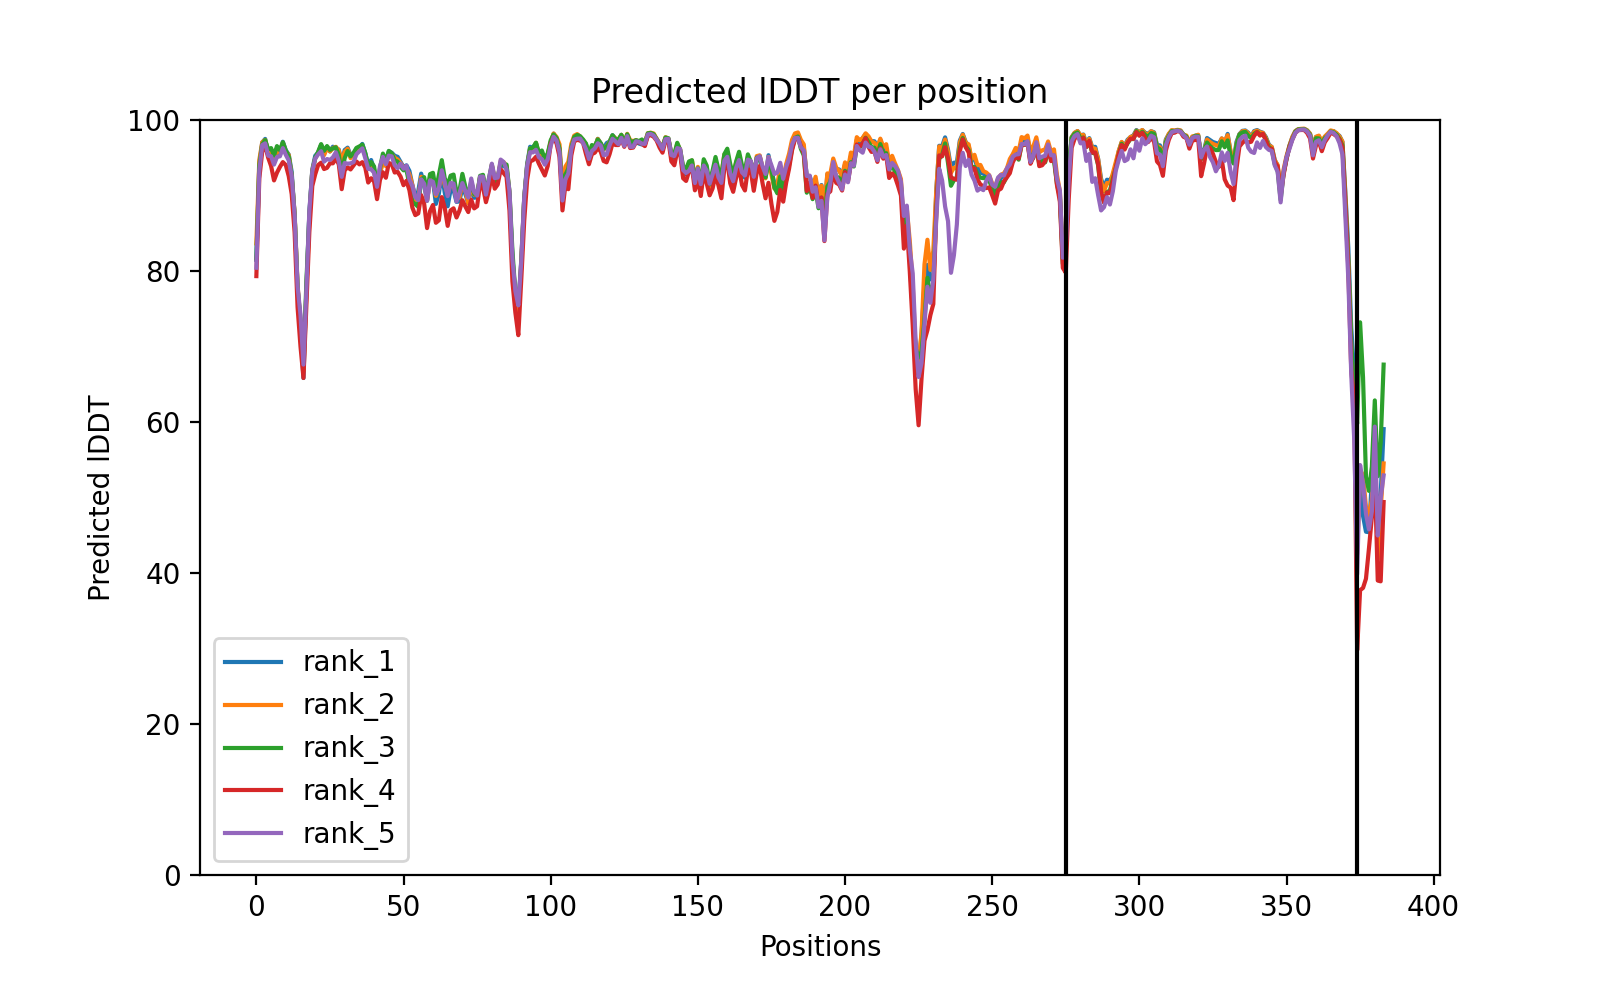 Predicted lDDT per position
100
80
60
40
20
0
Predicted lDDT
rank_1
rank_2
rank_3
rank_4
rank_5
0 50 100 150 200 250 300 350 400
Positions